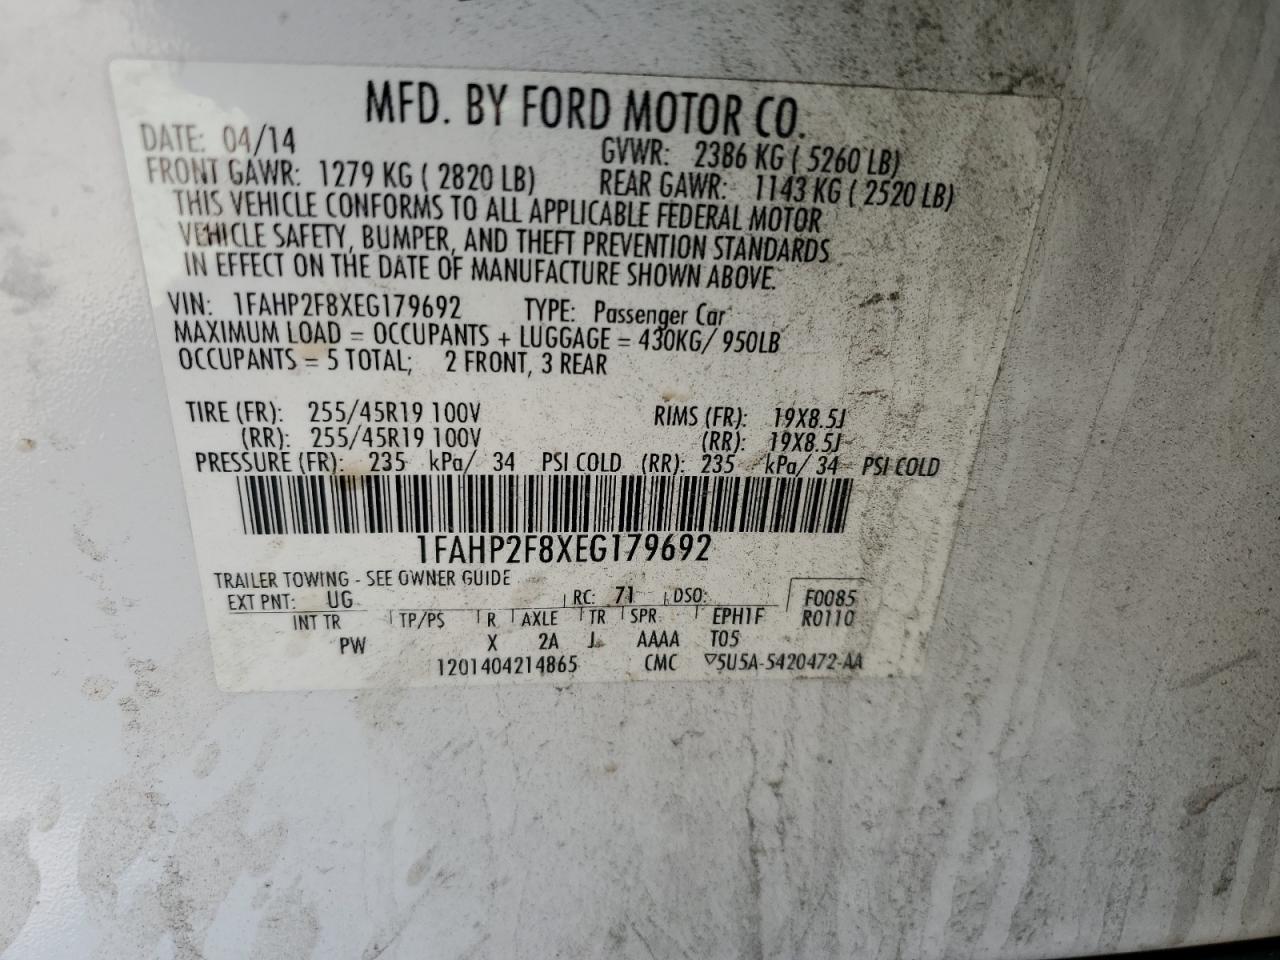 MFD. BY FORD MOTOR CO.
DATE: 04/14 GVWR: 2386 KG ( 5260 LB)
FRONT GAWR: 1279 KG ( 2820 LB) REAR GAWR: 1143 KG ( 2520 LB)
THIS VEHICLE CONFORMS TO ALL APPLICABLE FEDERAL MOTOR
VEHICLE SAFETY, BUMPER, AND THEFT PREVENTION STANDARDS
IN EFFECT ON THE DATE OF MANUFACTURE SHOWN ABOVE.
VIN: 1FAHP2F8XEG179692 TYPE: Passenger Car
MAXIMUM LOAD = OCCUPANTS + LUGGAGE = 430KG/ 950LB
OCCUPANTS = 5 TOTAL; 2 FRONT, 3 REAR
TIRE (FR): 255/45R19 100V RIMS (FR): 19X8.5J
(RR): 255/45R19 100V (RR): 19X8.5J
PRESSURE (FR): 235 kPa/ 34 PSI COLD (RR): 235 kPa/ 34 PSI COLD
1FAHP2F8XEG179692
TRAILER TOWING - SEE OWNER GUIDE
EXT PNT: UG RC: 71 DSO: F0085
INT TR TP/PS R AXLE TR SPR EPH1F R0110
PW X 2A J AAAA T05
1201404214865 CMC ▽5U5A-5420472-AA